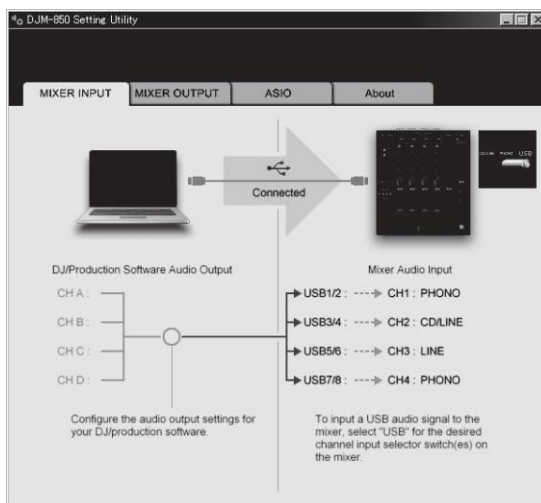 DJM-850 Setting Utility
MIXER INPUT
MIXER OUTPUT
ASIO
About
Connected
USB
DJ/Production Software Audio Output
Mixer Audio Input
CH A :
CH B :
CH C :
CH D :
USB1/2 : CH1 : PHONO
USB3/4 : CH2 : CD/LINE
USB5/6 : CH3 : LINE
USB7/8 : CH4 : PHONO
Configure the audio output settings for
your DJ/production software.
To input a USB audio signal to the
mixer, select "USB" for the desired
channel input selector switch(es) on
the mixer.